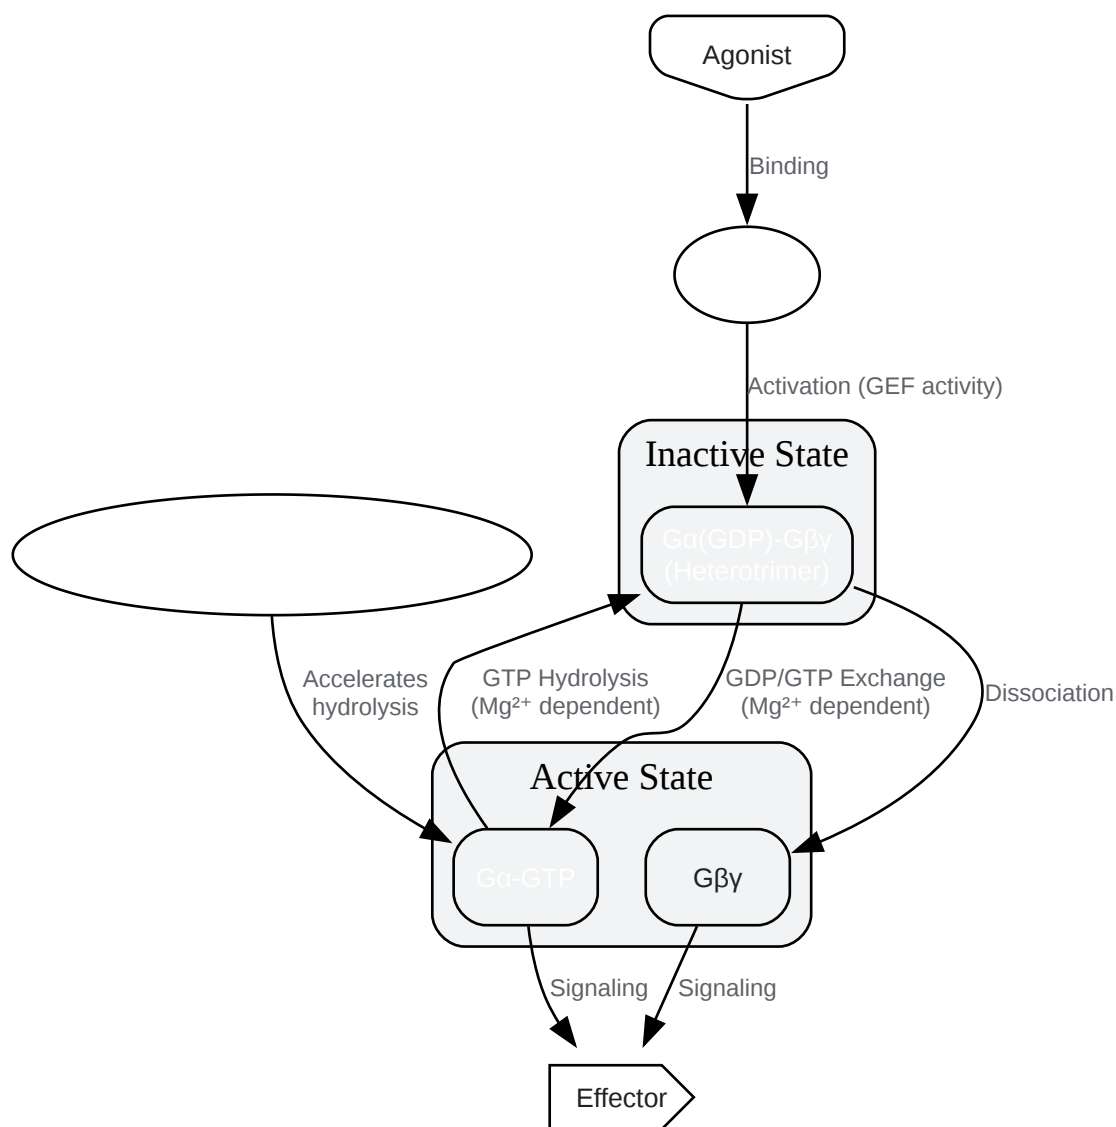 Agonist
Binding
Activation (GEF activity)
Inactive State
Gα(GDP)-Gβγ
(Heterotrimer)
Accelerates
hydrolysis
GTP Hydrolysis
(Mg²⁺ dependent)
GDP/GTP Exchange
(Mg²⁺ dependent)
Dissociation
Active State
Gα-GTP
Gβγ
Signaling
Signaling
Effector